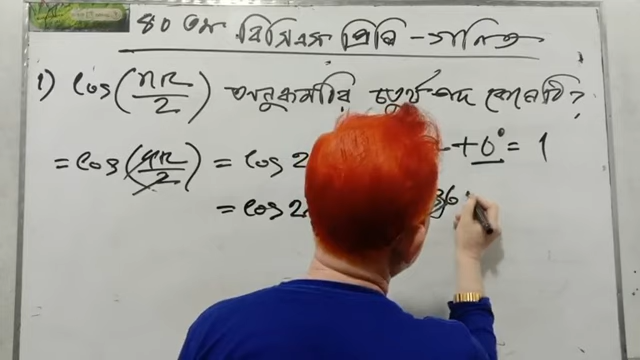 ৪০ তম বিসিএস প্রিলি - গণিত
1) cos(nπ/2) অনুক্রমটির চতুর্থ পদ কোনটি?
= cos(4π/2) = cos 2 + 0° = 1
= cos 2 36